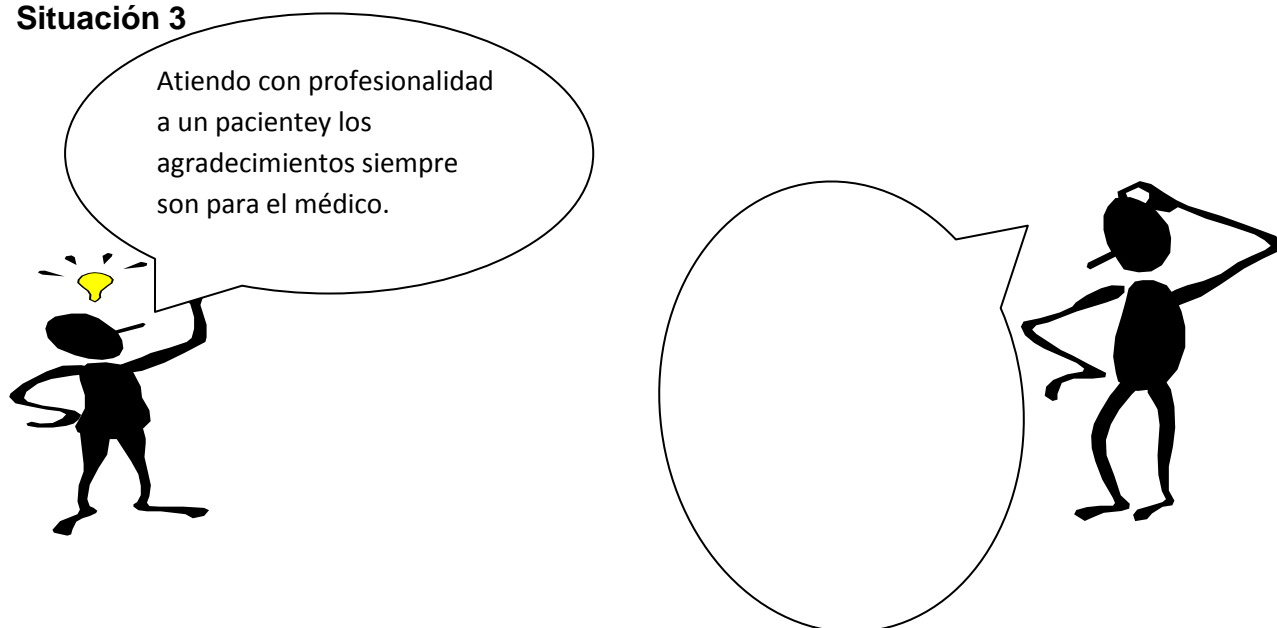 Situación 3
Atiendo con profesionalidad
a un pacientey los
agradecimientos siempre
son para el médico.